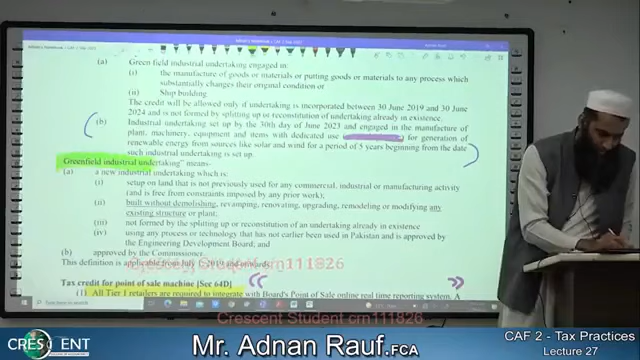 (a) Green field industrial undertaking engaged in:
(i) the manufacture of goods or materials or putting goods or materials to any process which
substantially changes their original condition or
(ii) Ship building
The credit will be allowed only if undertaking is incorporated between 30 June 2019 and 30 June
2024 and is not formed by splitting up or reconstitution of undertaking already in existence.
(b) Industrial undertaking set up by the 30th day of June 2023 and engaged in the manufacture of
plant, machinery, equipment and items with dedicated use for generation of
renewable energy from sources like solar and wind for a period of 5 years beginning from the date
such industrial undertaking is set up.
Greenfield industrial undertaking" means-
(a) a new industrial undertaking which is:
(i) setup on land that is not previously used for any commercial, industrial or manufacturing activity
(and is free from constraints imposed by any prior work);
(ii) built without demolishing, revamping, renovating, upgrading, remodeling or modifying any
existing structure or plant;
(iii) not formed by the splitting up or reconstitution of an undertaking already in existence
(iv) using any process or technology that has not earlier been used in Pakistan and is approved by
the Engineering Development Board; and
(b) approved by the Commissioner.
This definition is applicable from July 1, 2019 and onwards.
Tax credit for point of sale machine [Sec 64D]
(1) All Tier 1 retailers are required to integrate with Board's Point of Sale online real time reporting system. A
Crescent Student crn111826
Crescent Student crn111826
CRESCENT
Mr. Adnan Rauf.FCA
CAF 2 - Tax Practices
Lecture 27